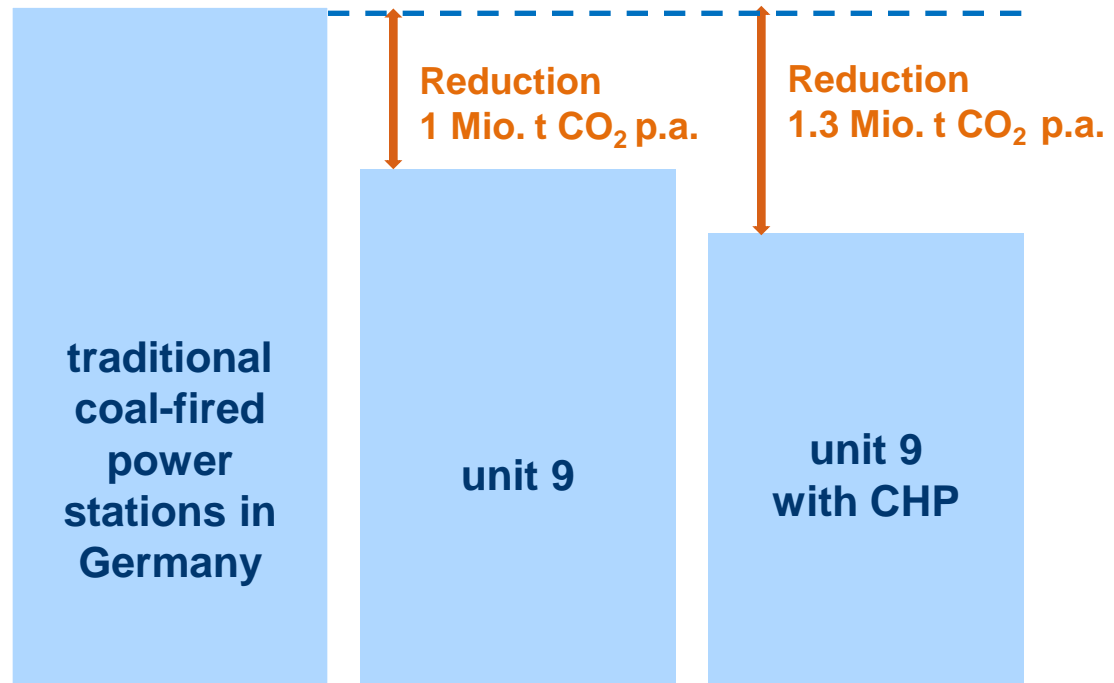 Reduction
1 Mio. t CO₂ p.a.
Reduction
1.3 Mio. t CO₂ p.a.
traditional
coal-fired
power
stations in
Germany
unit 9
unit 9
with CHP